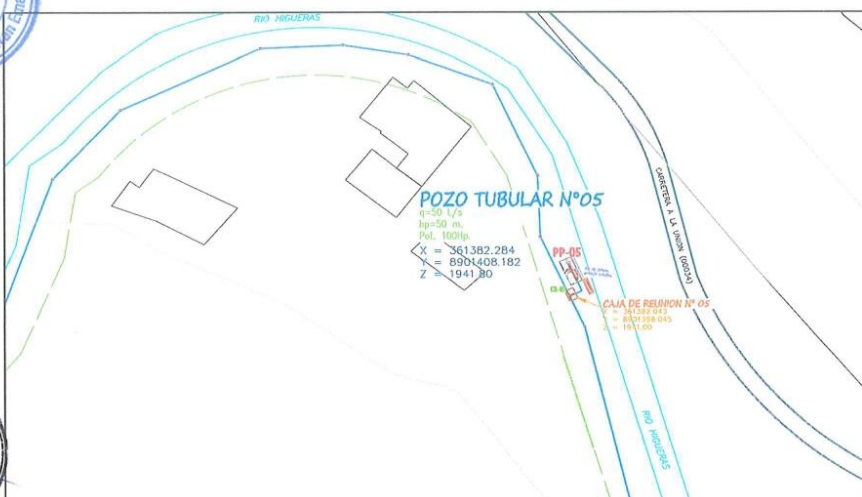 RIO HIGUERAS
POZO TUBULAR N°05
q=50 L/s
hp=50 m.
Pot. 100Hp.
X = 361382.284
Y = 8901408.182
Z = 1941.80
PP-05
CAJA DE REUNION N° 05
CARRETERA A LA UNION (00034)
RIO HIGUERAS